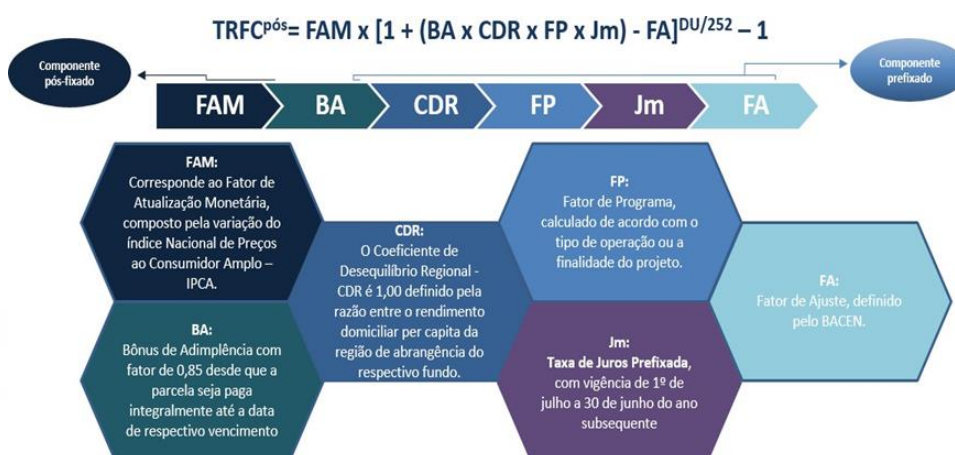 TRFCpós= FAM x [1 + (BA x CDR x FP x Jm) - FA]DU/252 – 1
Componente
pós-fixado
Componente
prefixado
FAM
BA
CDR
FP
Jm
FA
FAM:
Corresponde ao Fator de
Atualização Monetária,
composto pela variação do
índice Nacional de Preços
ao Consumidor Amplo –
IPCA.
BA:
Bônus de Adimplência com
fator de 0,85 desde que a
parcela seja paga
integralmente até a data
de respectivo vencimento
CDR:
O Coeficiente de
Desequilíbrio Regional -
CDR é 1,00 definido pela
razão entre o rendimento
domiciliar per capita da
região de abrangência do
respectivo fundo.
FP:
Fator de Programa,
calculado de acordo com o
tipo de operação ou a
finalidade do projeto.
Jm:
Taxa de Juros Prefixada,
com vigência de 1º de
julho a 30 de junho do ano
subsequente
FA:
Fator de Ajuste, definido
pelo BACEN.